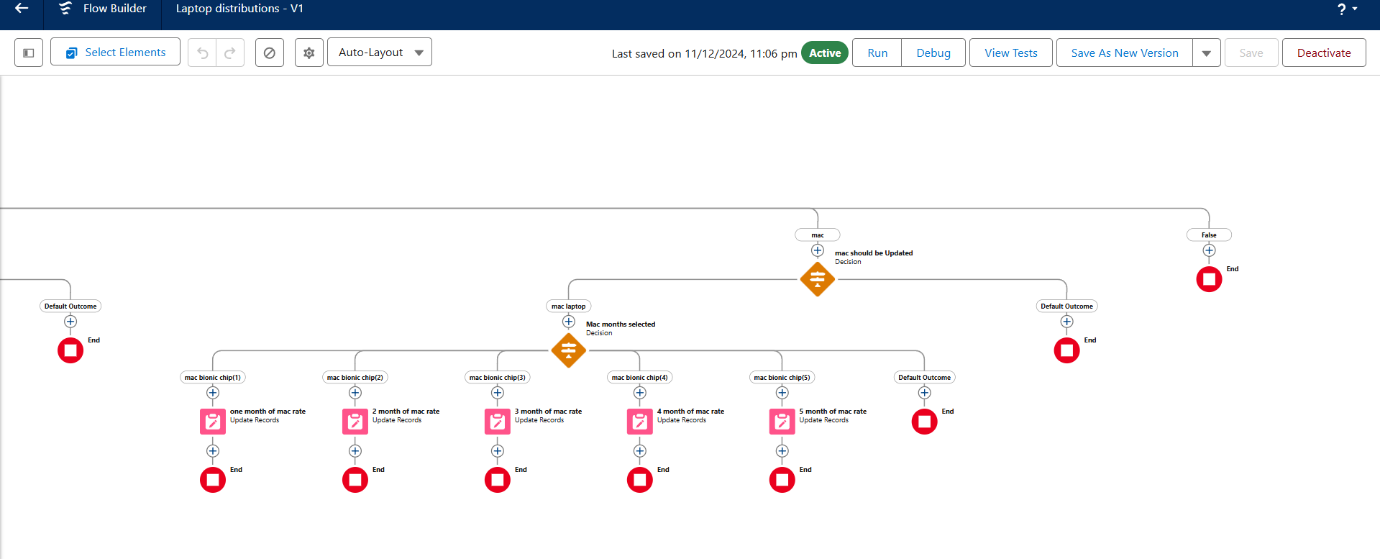 Flow Builder
Laptop distributions - V1
?
Select Elements
Auto-Layout
Last saved on 11/12/2024, 11:06 pm
Active
Run
Debug
View Tests
Save As New Version
Save
Deactivate
mac
False
mac should be Updated
Decision
End
Default Outcome
mac laptop
Default Outcome
End
Mac months selected
Decision
End
mac bionic chip(1)
mac bionic chip(2)
mac bionic chip(3)
mac bionic chip(4)
mac bionic chip(5)
Default Outcome
one month of mac rate
Update Records
2 month of mac rate
Update Records
3 month of mac rate
Update Records
4 month of mac rate
Update Records
5 month of mac rate
Update Records
End
End
End
End
End
End